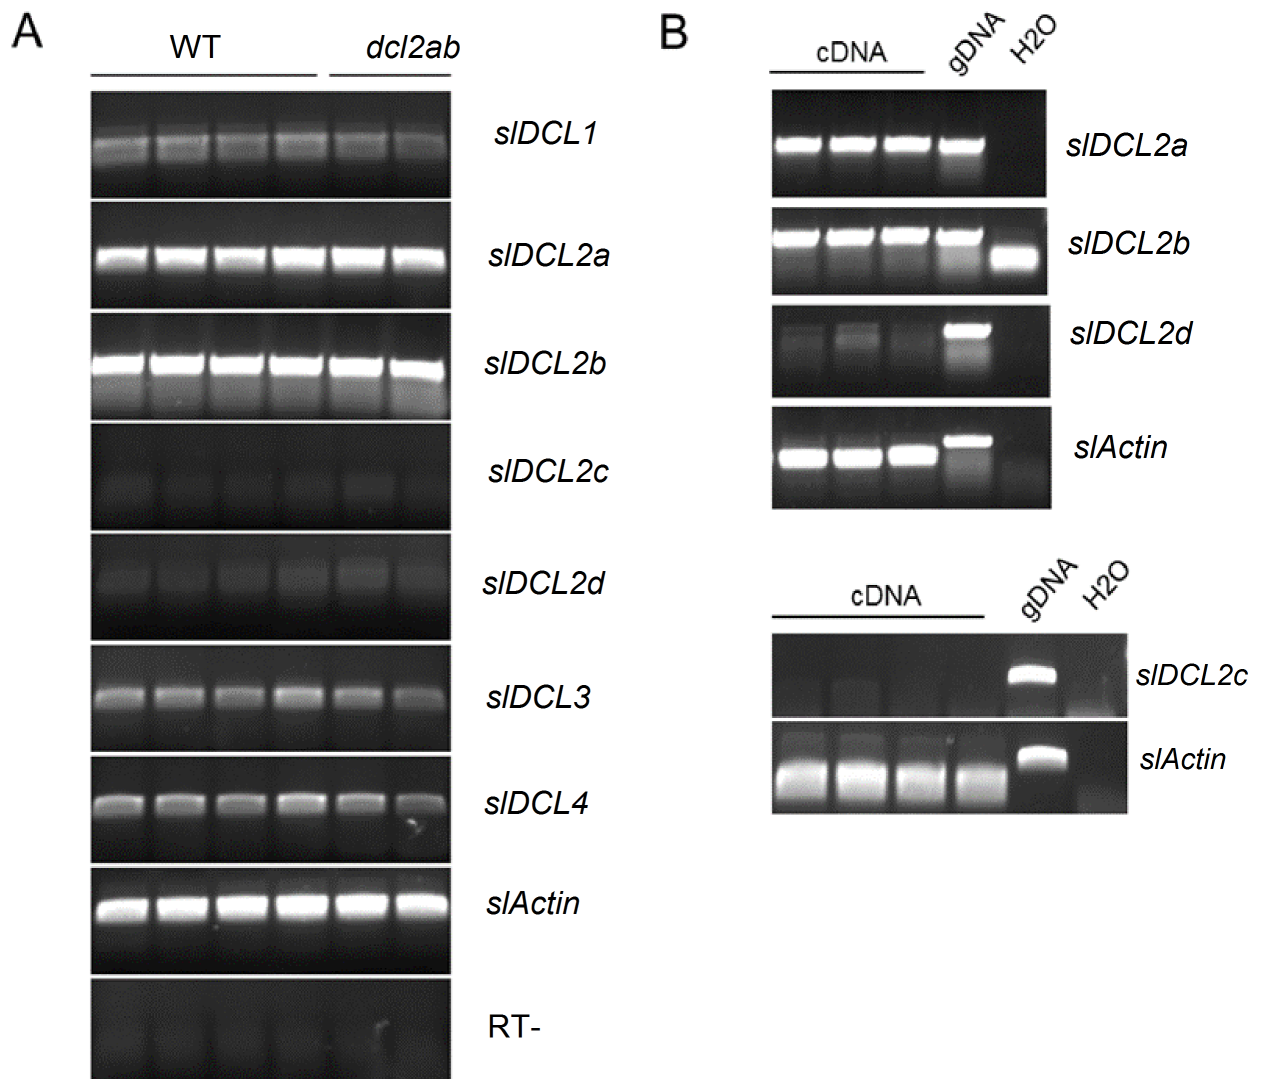 A
WT dcl2ab
slDCL1
slDCL2a
slDCL2b
slDCL2c
slDCL2d
slDCL3
slDCL4
slActin
RT-
B
cDNA gDNA H2O
slDCL2a
slDCL2b
slDCL2d
slActin
cDNA gDNA H2O
slDCL2c
slActin